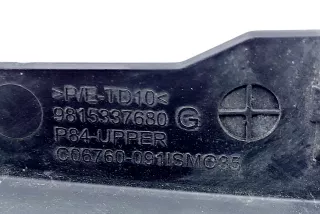 >P/E-TD10<
9815337680 G
P84-UPPER
C06760-091ISMC35